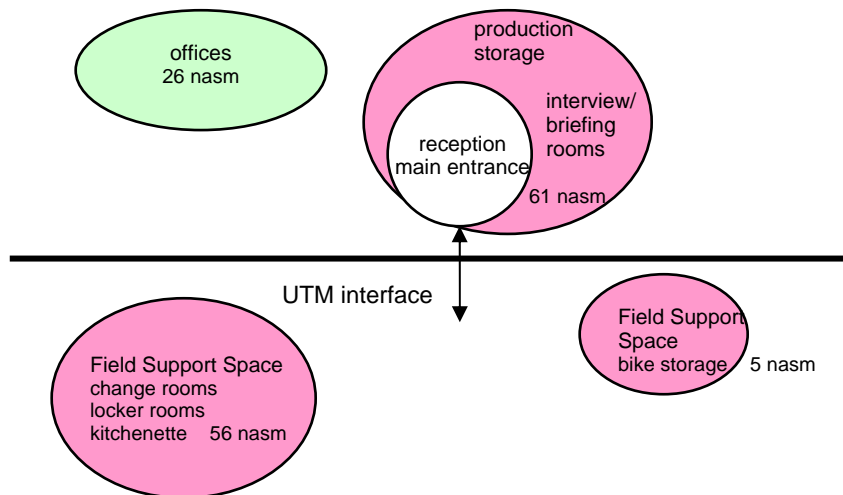 offices
26 nasm
production
storage
interview/
briefing
rooms
reception
main entrance
61 nasm
UTM interface
Field Support Space
change rooms
locker rooms
kitchenette 56 nasm
Field Support
Space
bike storage 5 nasm